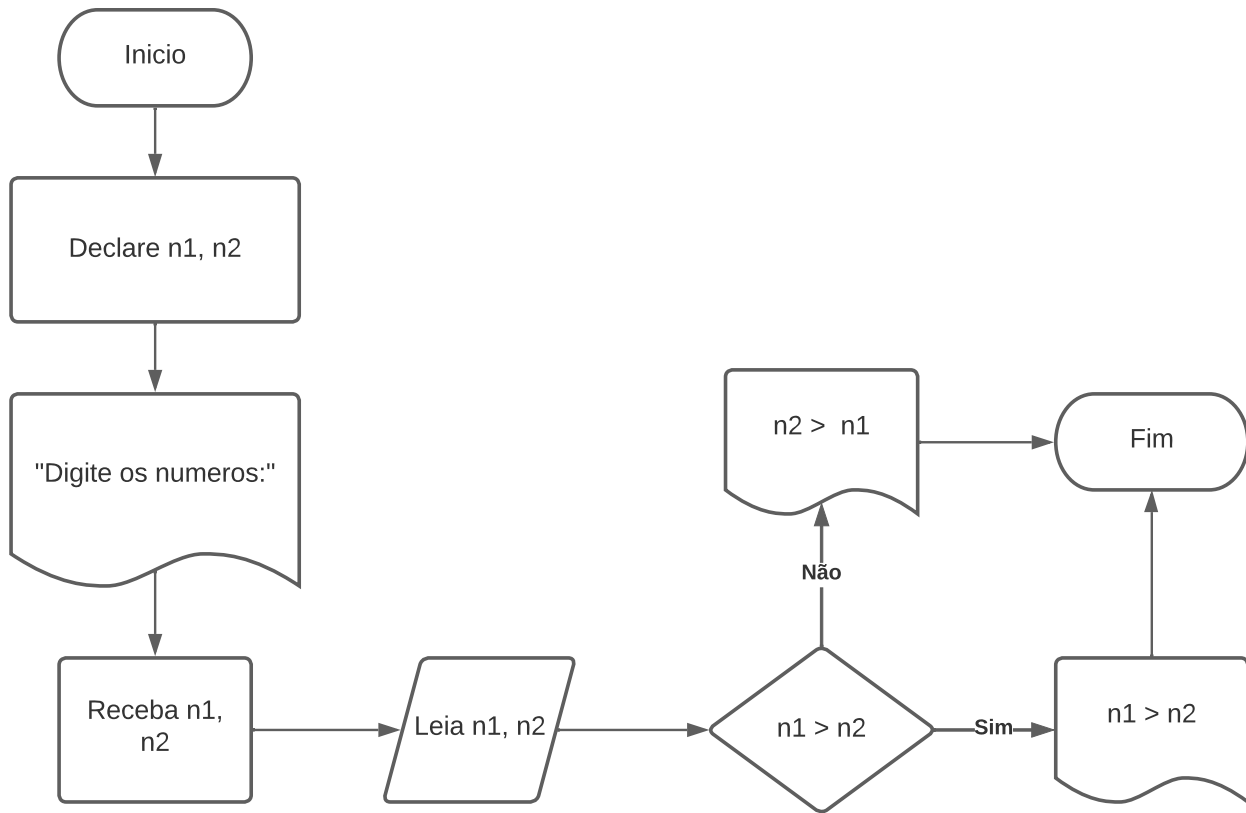 Inicio
Declare n1, n2
"Digite os numeros:"
Receba n1,
n2
Leia n1, n2
n1 > n2
Não
n2 >  n1
Sim
n1 > n2
Fim